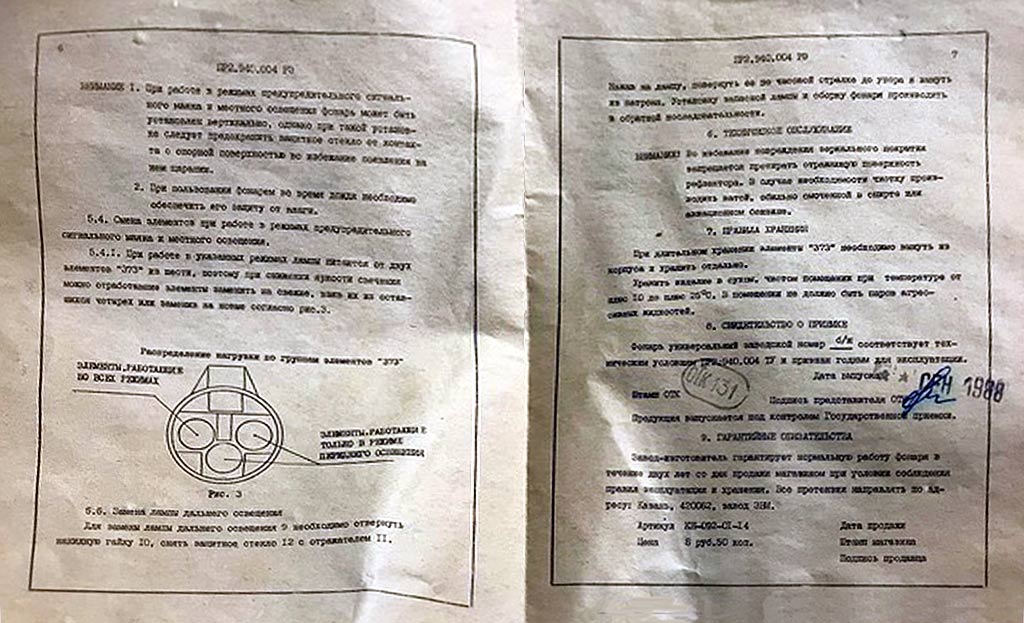 6
ПР2.940.004 РЭ
ВНИМАНИЕ 1. При работе в режимах предупредительного сигналь-
ного маяка и местного освещения фонарь может быть
установлен вертикально, однако при такой установ-
ке следует предохранять защитное стекло от контак-
та с опорной поверхностью во избежание появления на
нем царапин.
2. При пользовании фонарем во время дождя необходимо
обеспечить его защиту от влаги.
5.4. Смена элементов при работе в режимах предупредительного
сигнального маяка и местного освещения.
5.4.1. При работе в указанных режимах лампы питаются от двух
элементов "373" из шести, поэтому при снижении яркости свечения
можно отработавшие элементы заменить на свежие, взяв их из остав-
шихся четырех или заменив на новые согласно рис.3.
Распределение нагрузки по группам элементов "373"
ЭЛЕМЕНТЫ,РАБОТАЮЩИЕ
ВО ВСЕХ РЕЖИМАХ
ЭЛЕМЕНТЫ,РАБОТАЮЩИЕ
ТОЛЬКО В РЕЖИМЕ
ПЕРЕДНЕГО ОСВЕЩЕНИЯ
Рис. 3
5.5. Замена лампы дальнего освещения
Для замены лампы дальнего освещения 9 необходимо отвернуть
накидную гайку 10, снять защитное стекло 12 с отражателем 11.
7
ПР2.940.004 РЭ
Нажав на лампу, повернуть ее по часовой стрелке до упора и вынуть
из патрона. Установку запасной лампы и сборку фонаря производить
в обратной последовательности.
6. ТЕХНИЧЕСКОЕ ОБСЛУЖИВАНИЕ
ВНИМАНИЕ! Во избежание повреждения зеркального покрытия
запрещается протирать отражающую поверхность
рефлектора. В случае необходимости чистку произ-
водить ватой, обильно смоченной в спирте или
авиационном бензине.
7. ПРАВИЛА ХРАНЕНИЯ
При длительном хранении элементы "373" необходимо вынуть из
корпуса и хранить отдельно.
Хранить изделие в сухом, чистом помещении при температуре от
плюс 10 до плюс 25°С. В помещении не должно быть паров агрес-
сивных жидкостей.
8. СВИДЕТЕЛЬСТВО О ПРИЕМКЕ
Фонарь универсальный заводской номер б/н соответствует тех-
ническим условиям ПР2.940.004 ТУ и признан годным для эксплуатации.
Дата выпуска СЕН 1988
Штамп ОТК ОТК 131 Подпись представителя
Продукция выпускается под контролем Государственной приемки.
9. ГАРАНТИЙНЫЕ ОБЯЗАТЕЛЬСТВА
Завод-изготовитель гарантирует нормальную работу фонаря в
течение двух лет со дня продажи магазином при условии соблюдения
правил эксплуатации и хранения. Все претензии направлять по ад-
ресу: Казань, 420062, завод ЭВМ.
Артикул КВ-092-01-14 Дата продажи
Цена 8 руб.50 коп. Штамп магазина
Подпись продавца